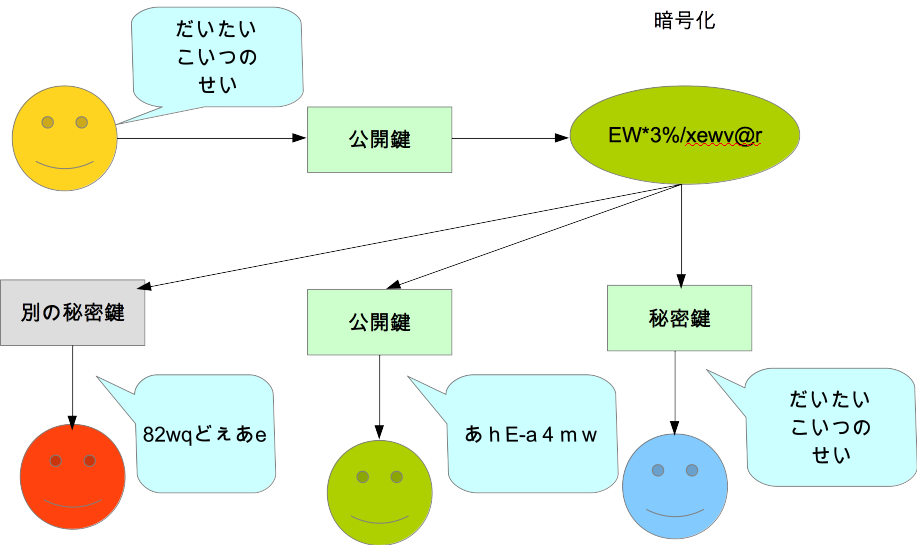 暗号化
だいたい
こいつの
せい
公開鍵
EW*3%/xewv@r
別の秘密鍵
公開鍵
秘密鍵
82wqどぇあe
あｈE-a４ｍｗ
だいたい
こいつの
せい